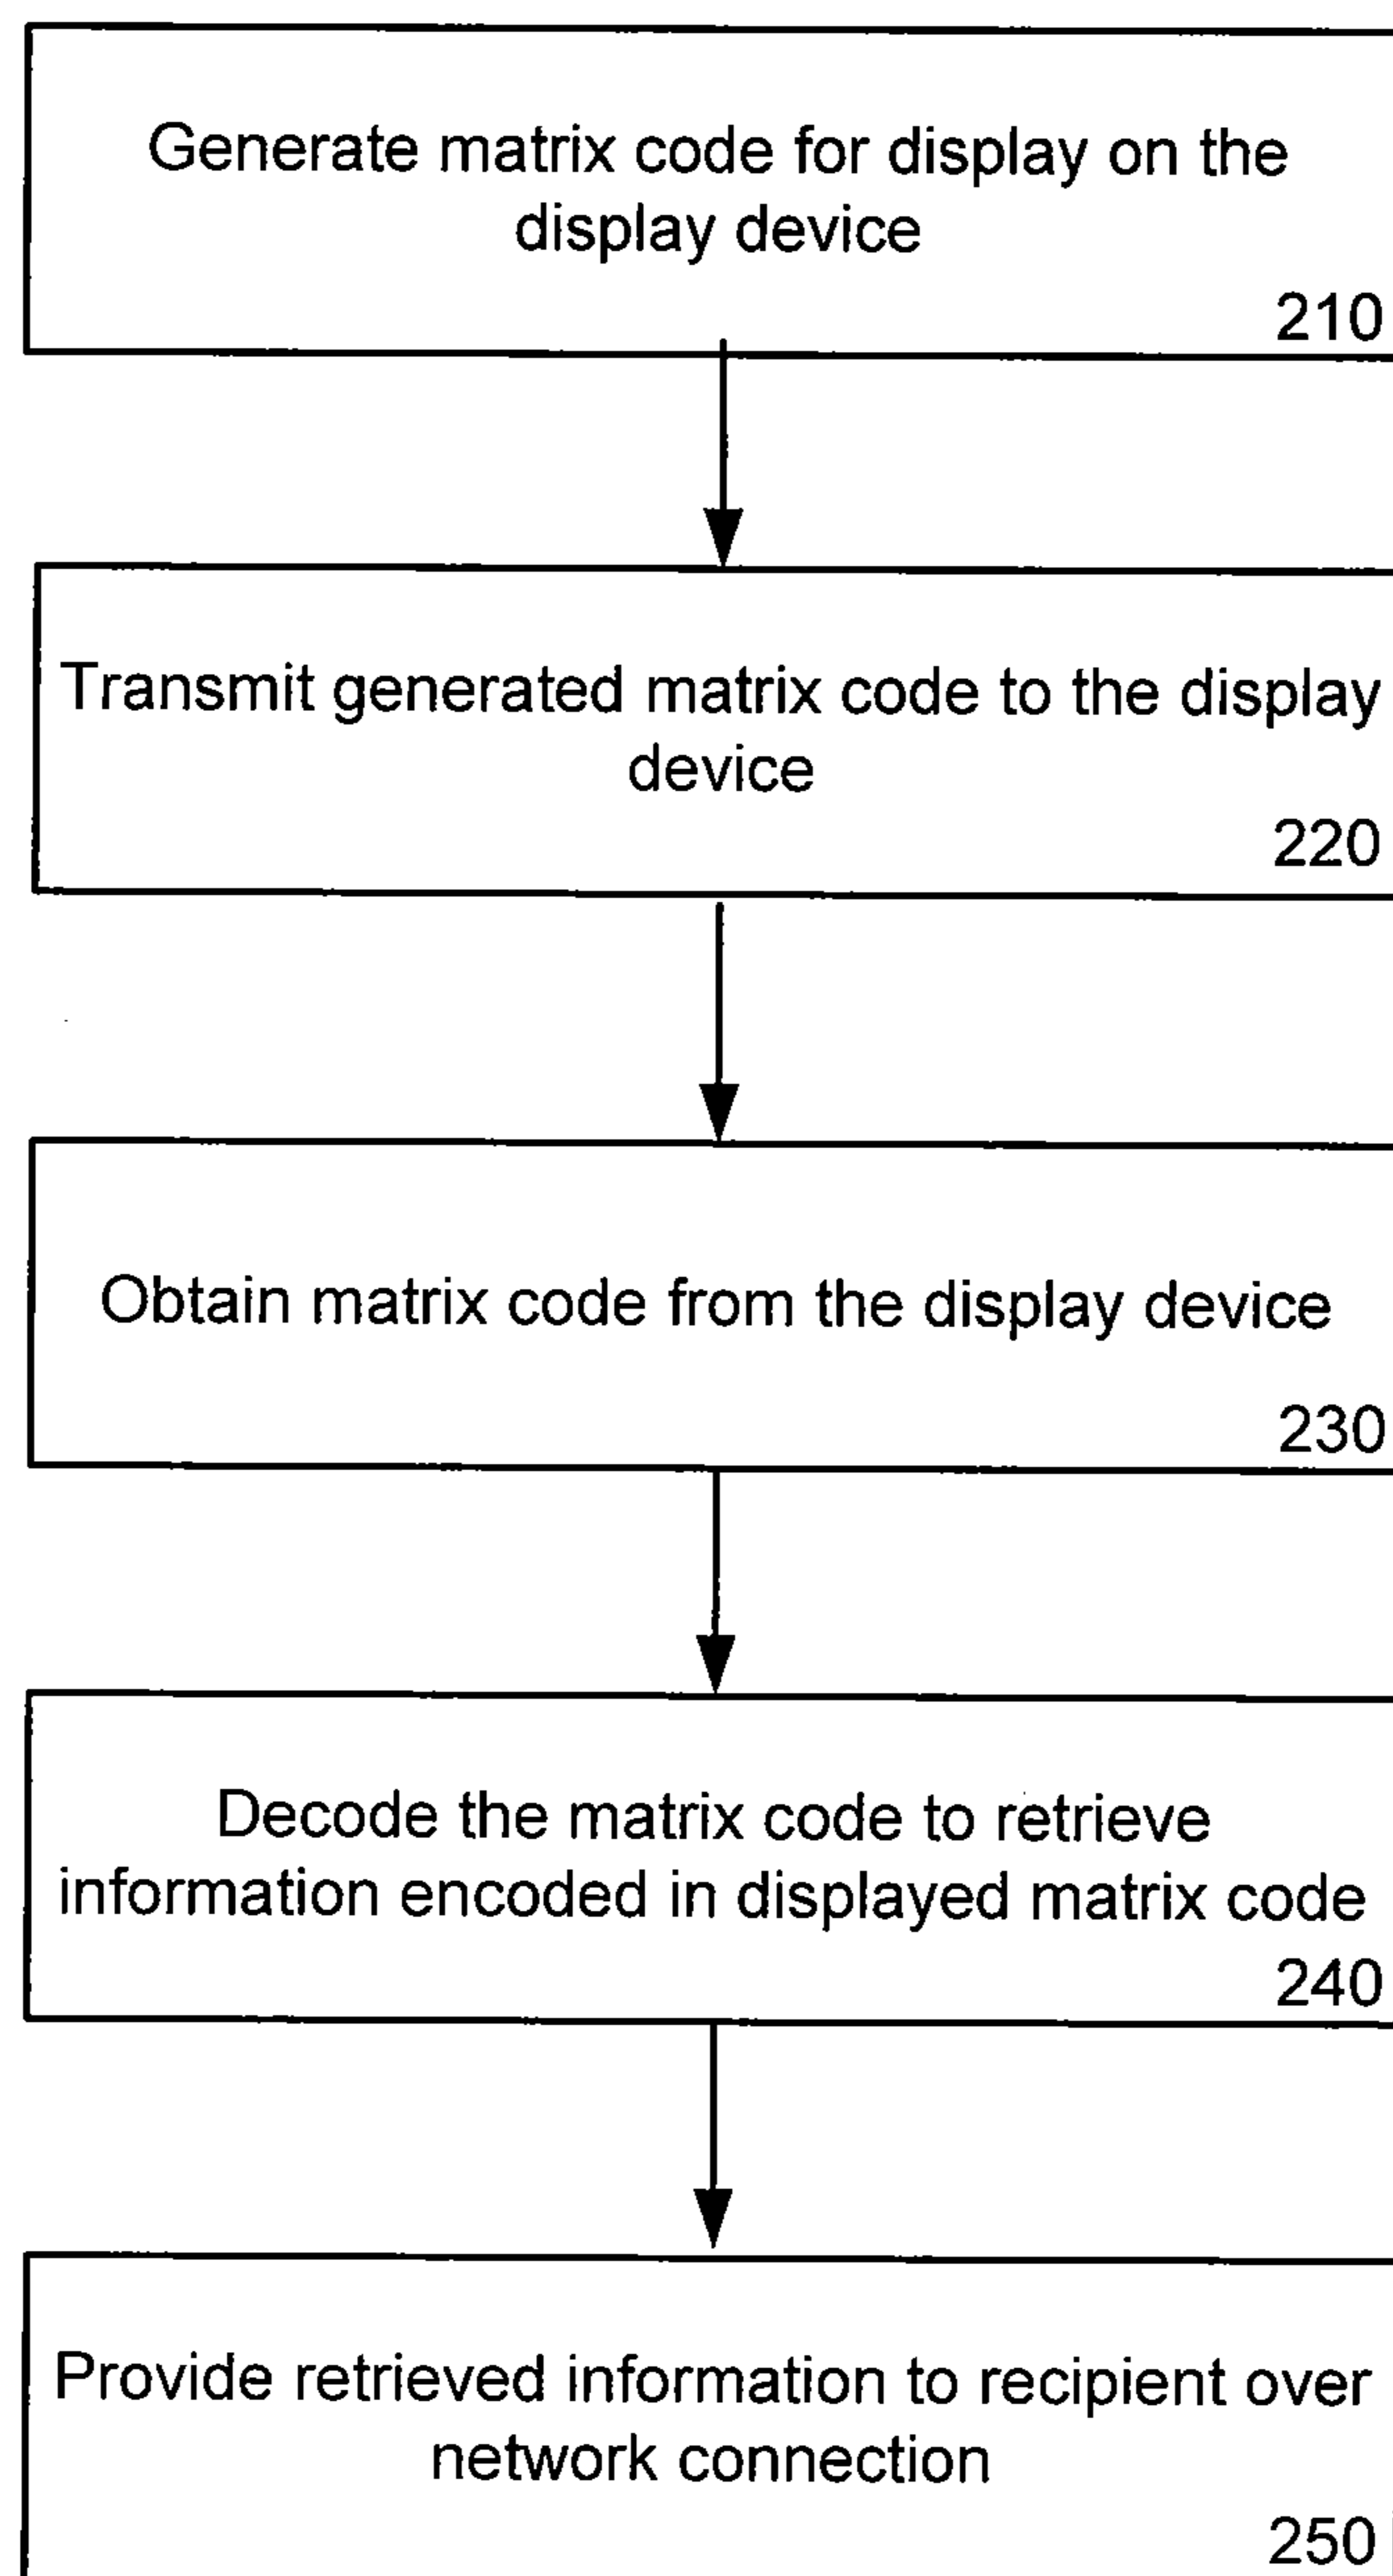 Generate matrix code for display on the
display device
210
Transmit generated matrix code to the display
device
220
Obtain matrix code from the display device
230
Decode the matrix code to retrieve
information encoded in displayed matrix code
240
Provide retrieved information to recipient over
network connection
250